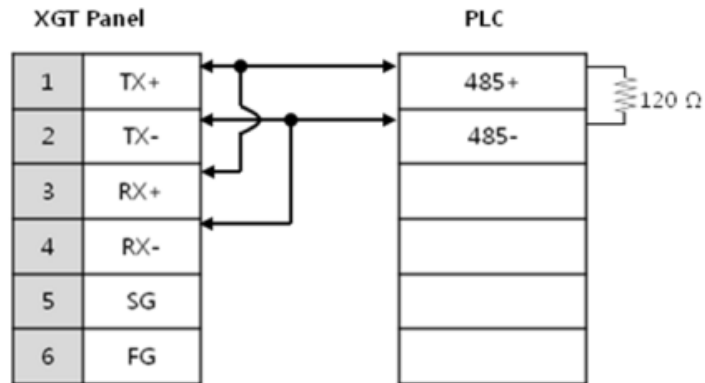 XGT Panel PLC
1 TX+ 485+
120 Ω
2 TX- 485-
3 RX+
4 RX-
5 SG
6 FG